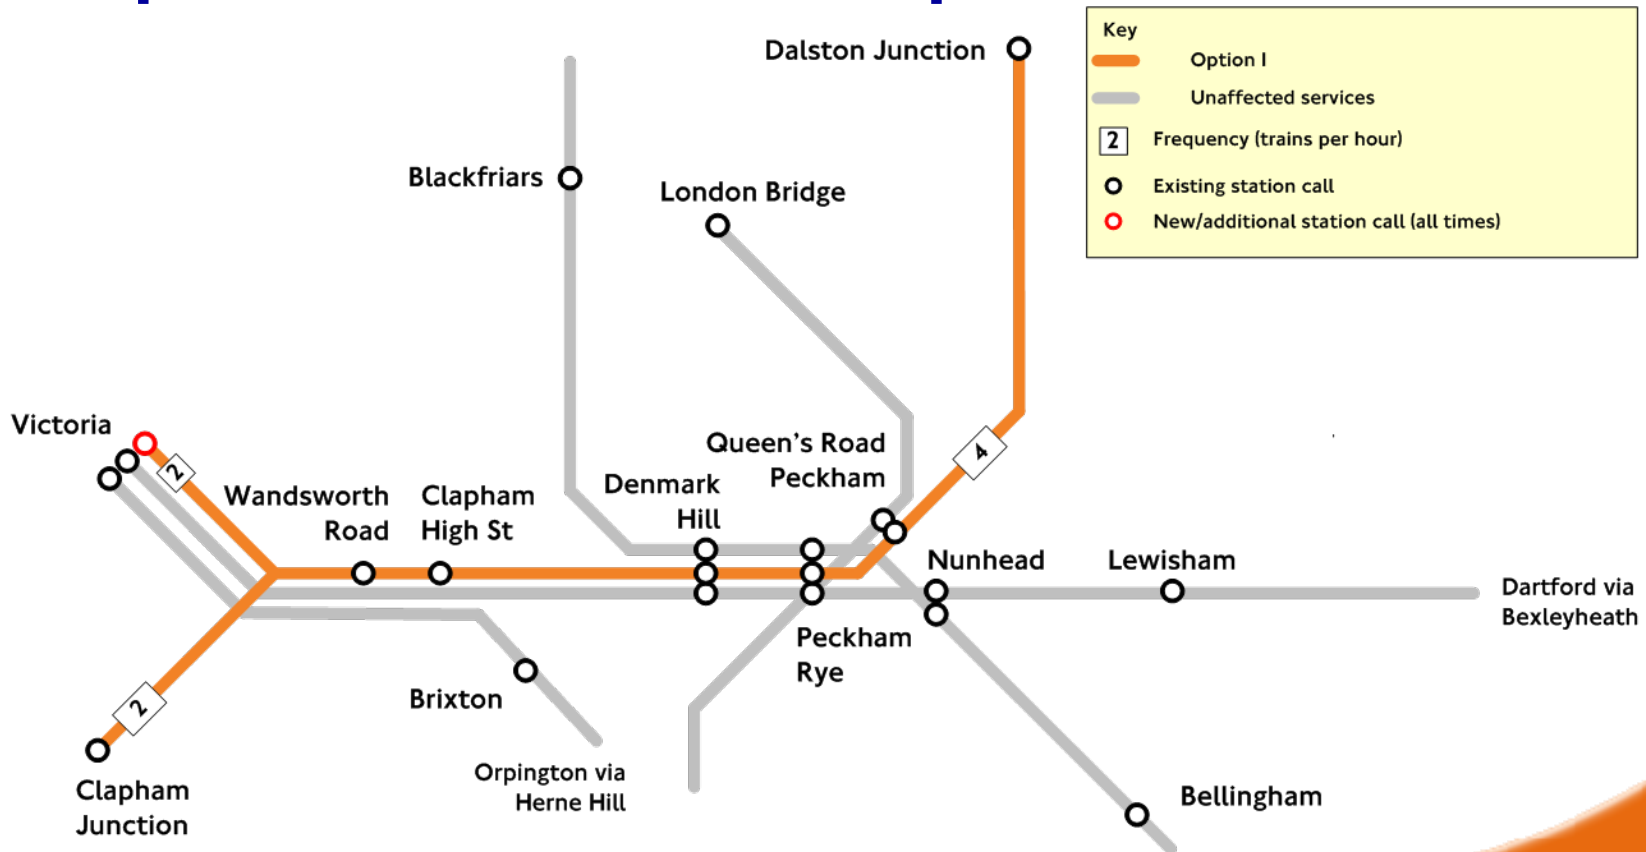 Key
Option I
Unaffected services
2 Frequency (trains per hour)
Existing station call
New/additional station call (all times)
Dalston Junction
Blackfriars
London Bridge
Victoria
2
Wandsworth
Road
Clapham
High St
Denmark
Hill
Queen's Road
Peckham
4
Nunhead
Lewisham
Dartford via
Bexleyheath
Peckham
Rye
Brixton
2
Clapham
Junction
Orpington via
Herne Hill
Bellingham